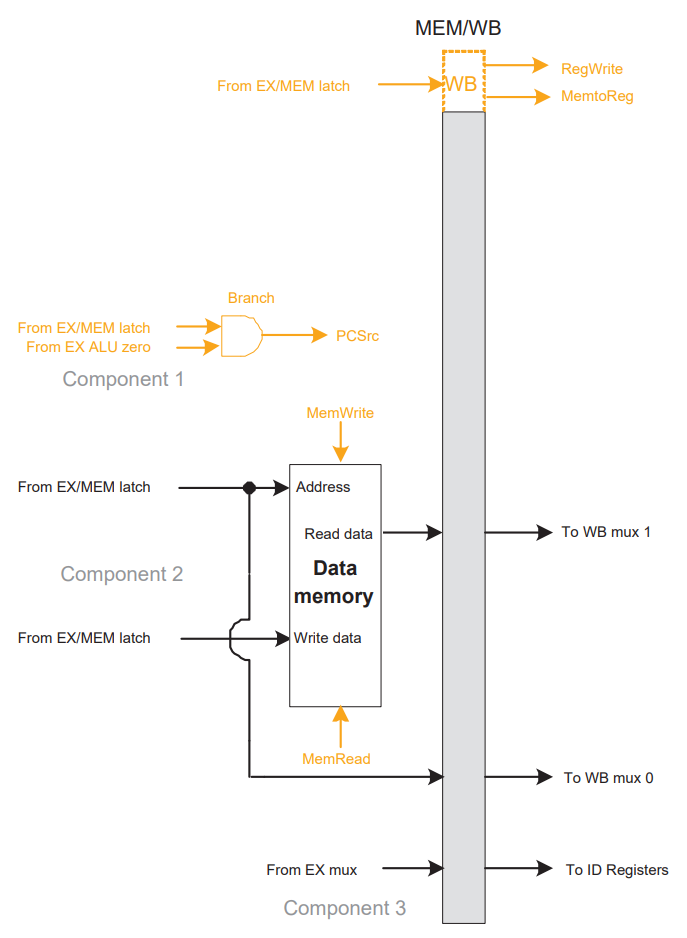 MEM/WB
From EX/MEM latch
WB
RegWrite
MemtoReg
Branch
From EX/MEM latch
From EX ALU zero
PCSrc
Component 1
MemWrite
From EX/MEM latch
Address
Read data
To WB mux 1
Component 2
Data
memory
From EX/MEM latch
Write data
MemRead
To WB mux 0
From EX mux
To ID Registers
Component 3